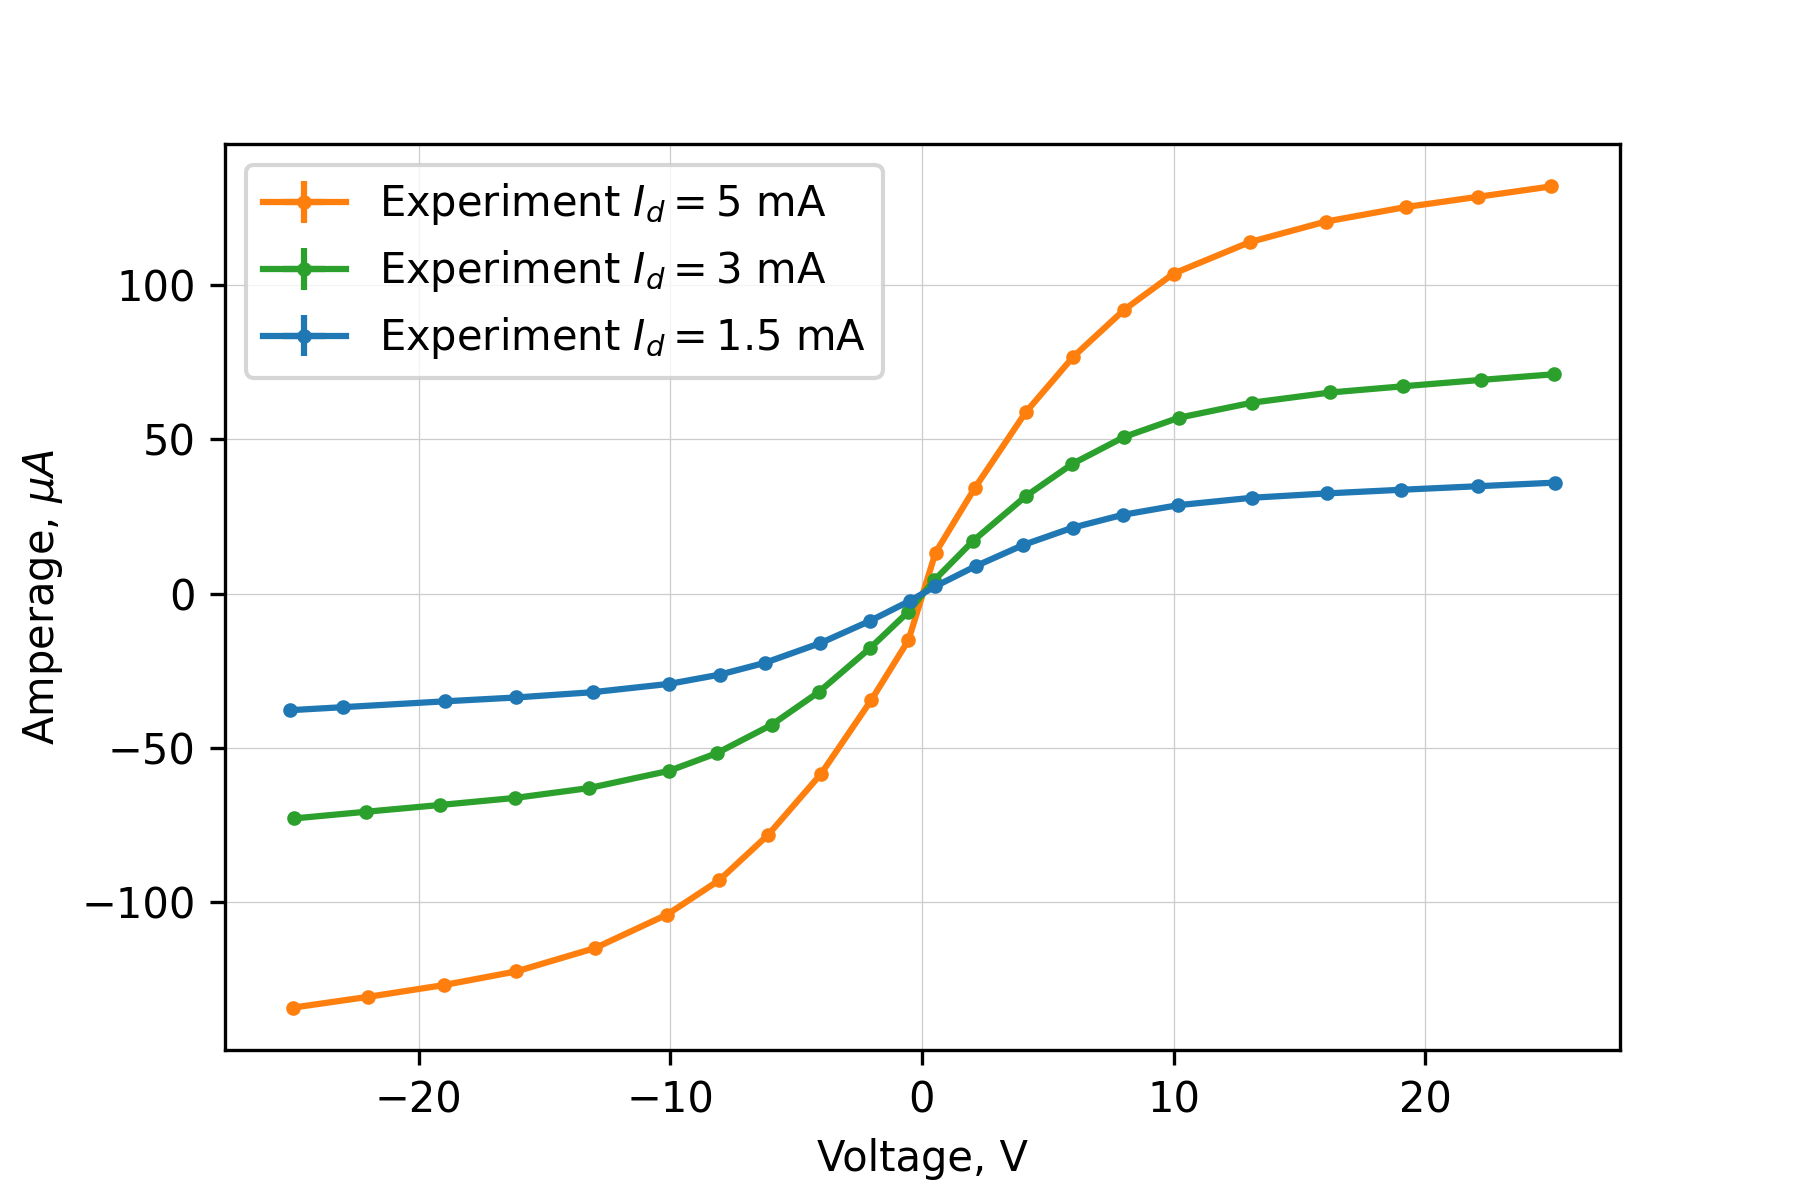 Experiment I_d = 5 mA
Experiment I_d = 3 mA
Experiment I_d = 1.5 mA
100
50
0
−50
−100
Amperage, μA
−20
−10
0
10
20
Voltage, V